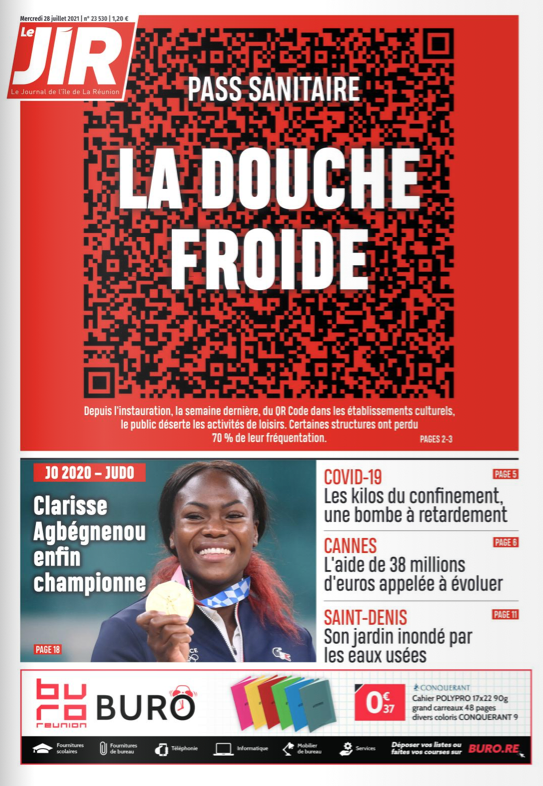 Mercredi 28 juillet 2021 | n° 23 530 | 1,20 €
Le
JIR
Le Journal de l'île de La Réunion
PASS SANITAIRE
LA DOUCHE
FROIDE
Depuis l'instauration, la semaine dernière, du QR Code dans les établissements culturels,
le public déserte les activités de loisirs. Certaines structures ont perdu
70 % de leur fréquentation.
PAGES 2-3
JO 2020 – JUDO
Clarisse
Agbégnenou
enfin
championne
PAGE 18
COVID-19
PAGE 5
Les kilos du confinement,
une bombe à retardement
CANNES
PAGE 6
L'aide de 38 millions
d'euros appelée à évoluer
SAINT-DENIS
PAGE 11
Son jardin inondé par
les eaux usées
buro
reunion
BURO
0€
37
CONQUERANT
Cahier POLYPRO 17x22 90g
grand carreaux 48 pages
divers coloris CONQUERANT 9
Fournitures
scolaires
Fournitures
de bureau
Téléphonie
Informatique
Mobilier
de bureau
Services
Déposer vos listes ou
faites vos courses sur
BURO.RE